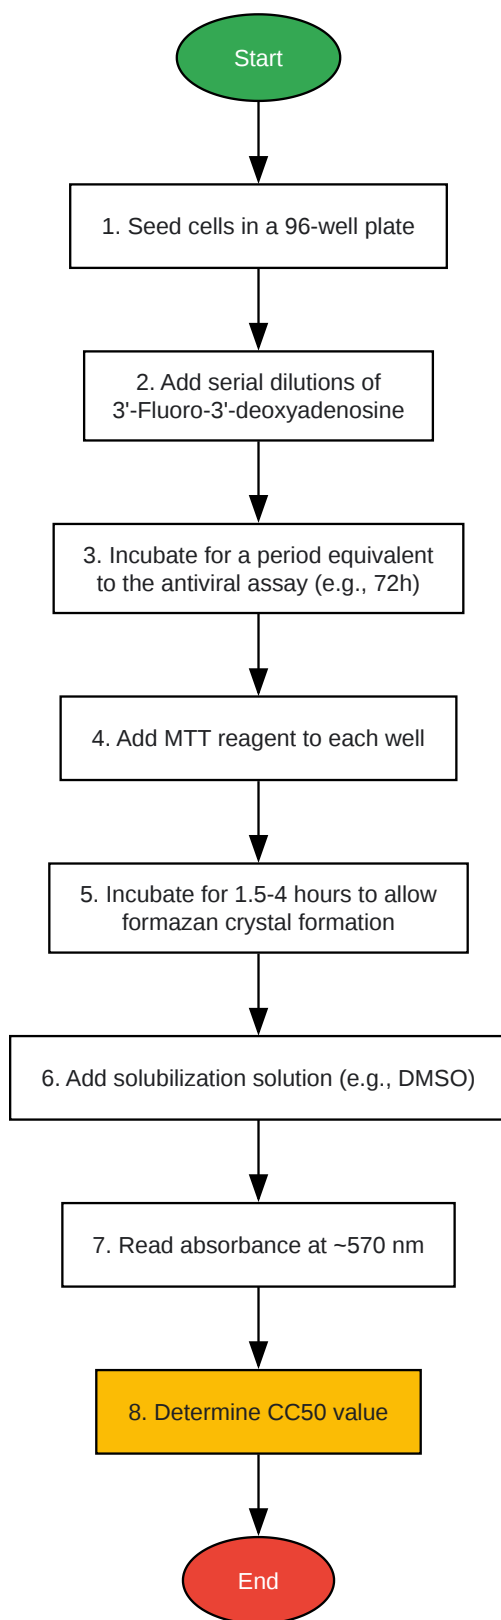 Start
1. Seed cells in a 96-well plate
2. Add serial dilutions of
3'-Fluoro-3'-deoxyadenosine
3. Incubate for a period equivalent
to the antiviral assay (e.g., 72h)
4. Add MTT reagent to each well
5. Incubate for 1.5-4 hours to allow
formazan crystal formation
6. Add solubilization solution (e.g., DMSO)
7. Read absorbance at ~570 nm
8. Determine CC50 value
End